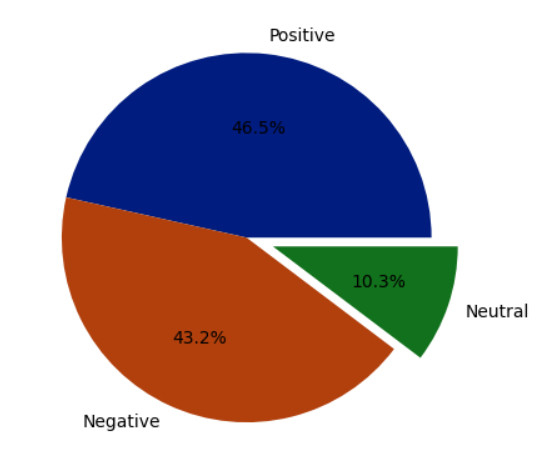 Positive
46.5%
10.3%
Neutral
43.2%
Negative